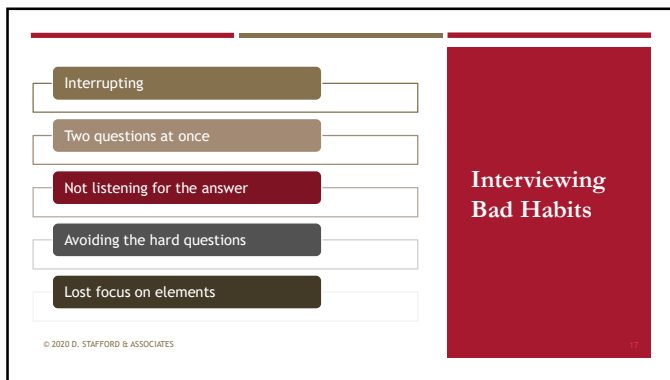 Interrupting
Two questions at once
Not listening for the answer
Avoiding the hard questions
Lost focus on elements
Interviewing
Bad Habits
© 2020 D. STAFFORD & ASSOCIATES
17